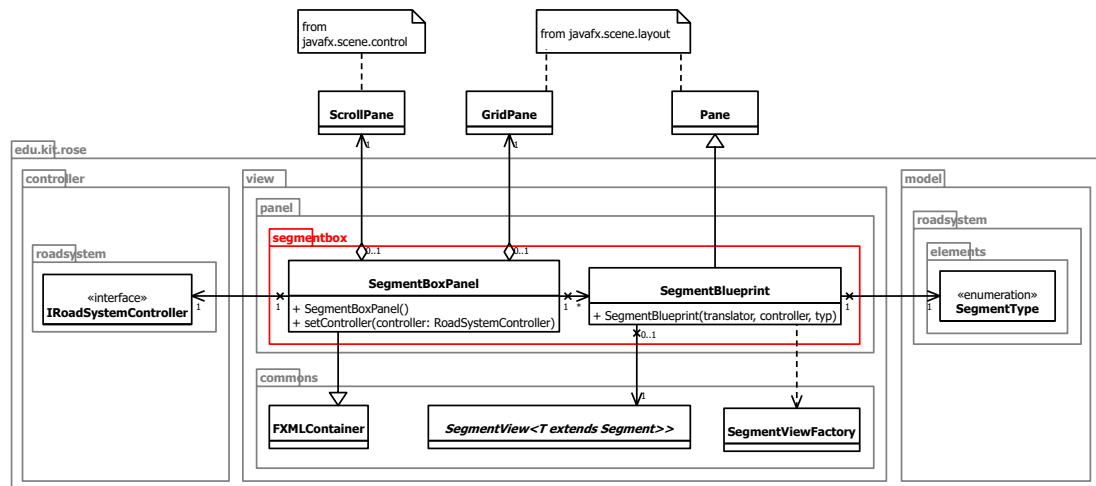 from
javafx.scene.control
from javafx.scene.layout
ScrollPane
GridPane
Pane
1
1
edu.kit.rose
controller
view
model
panel
roadsystem
segmentbox
roadsystem
elements
0..1
0..1
«interface»
IRoadSystemController
1
1
SegmentBoxPanel
+ SegmentBoxPanel()
+ setController(controller: RoadSystemController)
1
*
SegmentBlueprint
+ SegmentBlueprint(translator, controller, typ)
1
1
«enumeration»
SegmentType
0..1
commons
1
FXMLContainer
SegmentView<T extends Segment>>
SegmentViewFactory